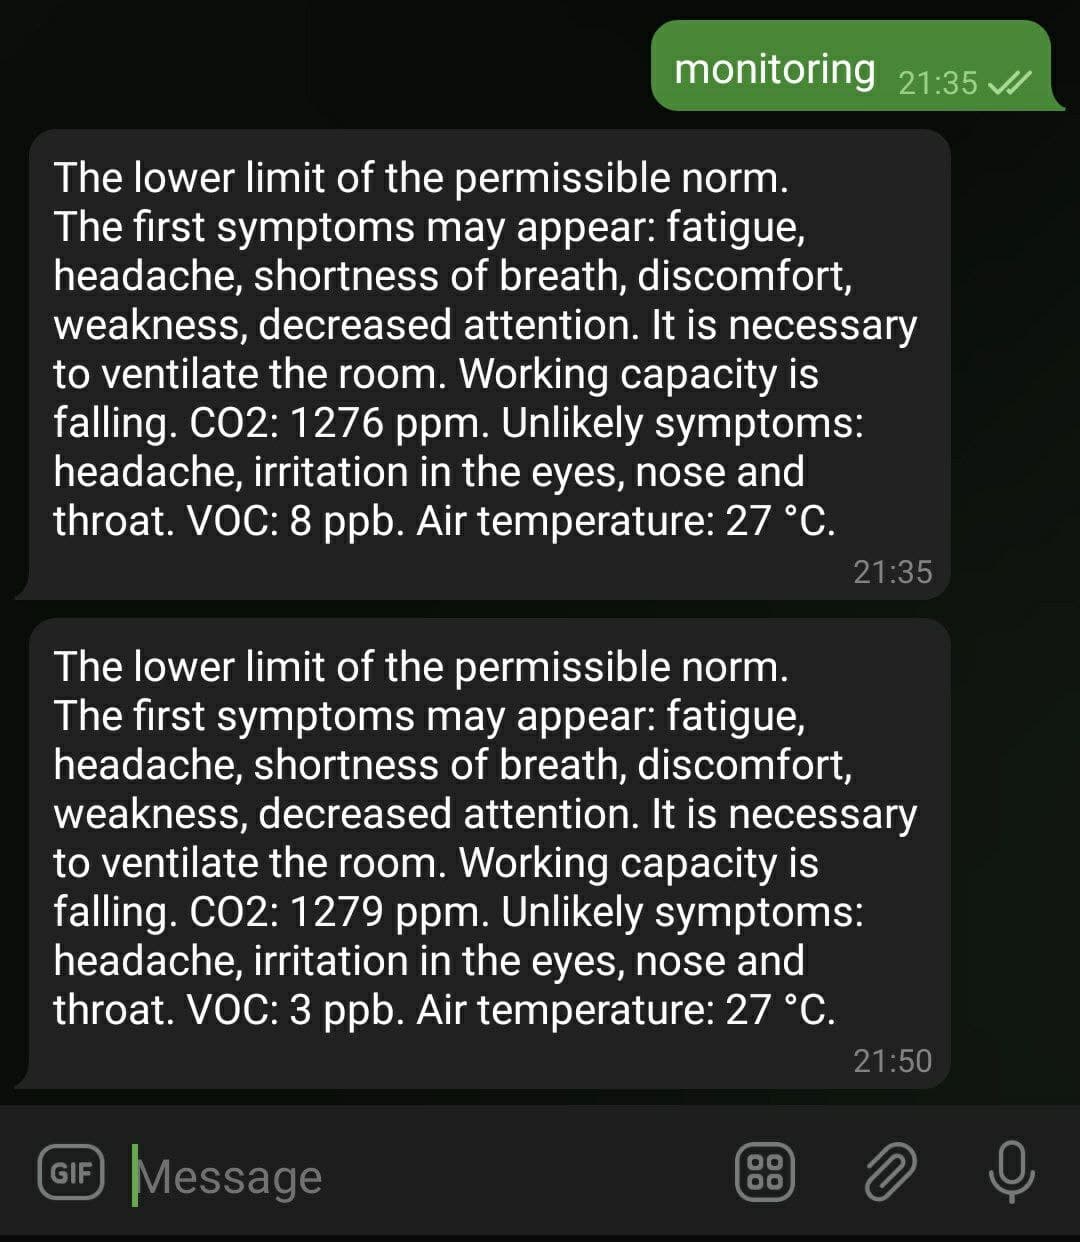 monitoring 21:35
The lower limit of the permissible norm.
The first symptoms may appear: fatigue,
headache, shortness of breath, discomfort,
weakness, decreased attention. It is necessary
to ventilate the room. Working capacity is
falling. CO2: 1276 ppm. Unlikely symptoms:
headache, irritation in the eyes, nose and
throat. VOC: 8 ppb. Air temperature: 27 °C.
21:35
The lower limit of the permissible norm.
The first symptoms may appear: fatigue,
headache, shortness of breath, discomfort,
weakness, decreased attention. It is necessary
to ventilate the room. Working capacity is
falling. CO2: 1279 ppm. Unlikely symptoms:
headache, irritation in the eyes, nose and
throat. VOC: 3 ppb. Air temperature: 27 °C.
21:50
GIF Message